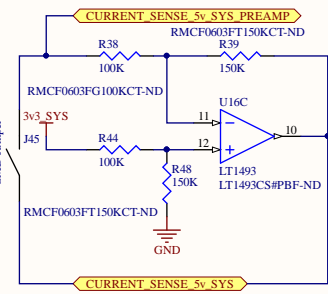 CURRENT_SENSE_5v_SYS_PREAMP
RMCF0603FT150KCT-ND
R38
R39
100K
150K
RMCF0603FG100KCT-ND
U16C
3v3_SYS
11
10
J45
R44
12
100K
R48
150K
LT1493
LT1493CS#PBF-ND
RMCF0603FT150KCT-ND
GND
CURRENT_SENSE_5v_SYS